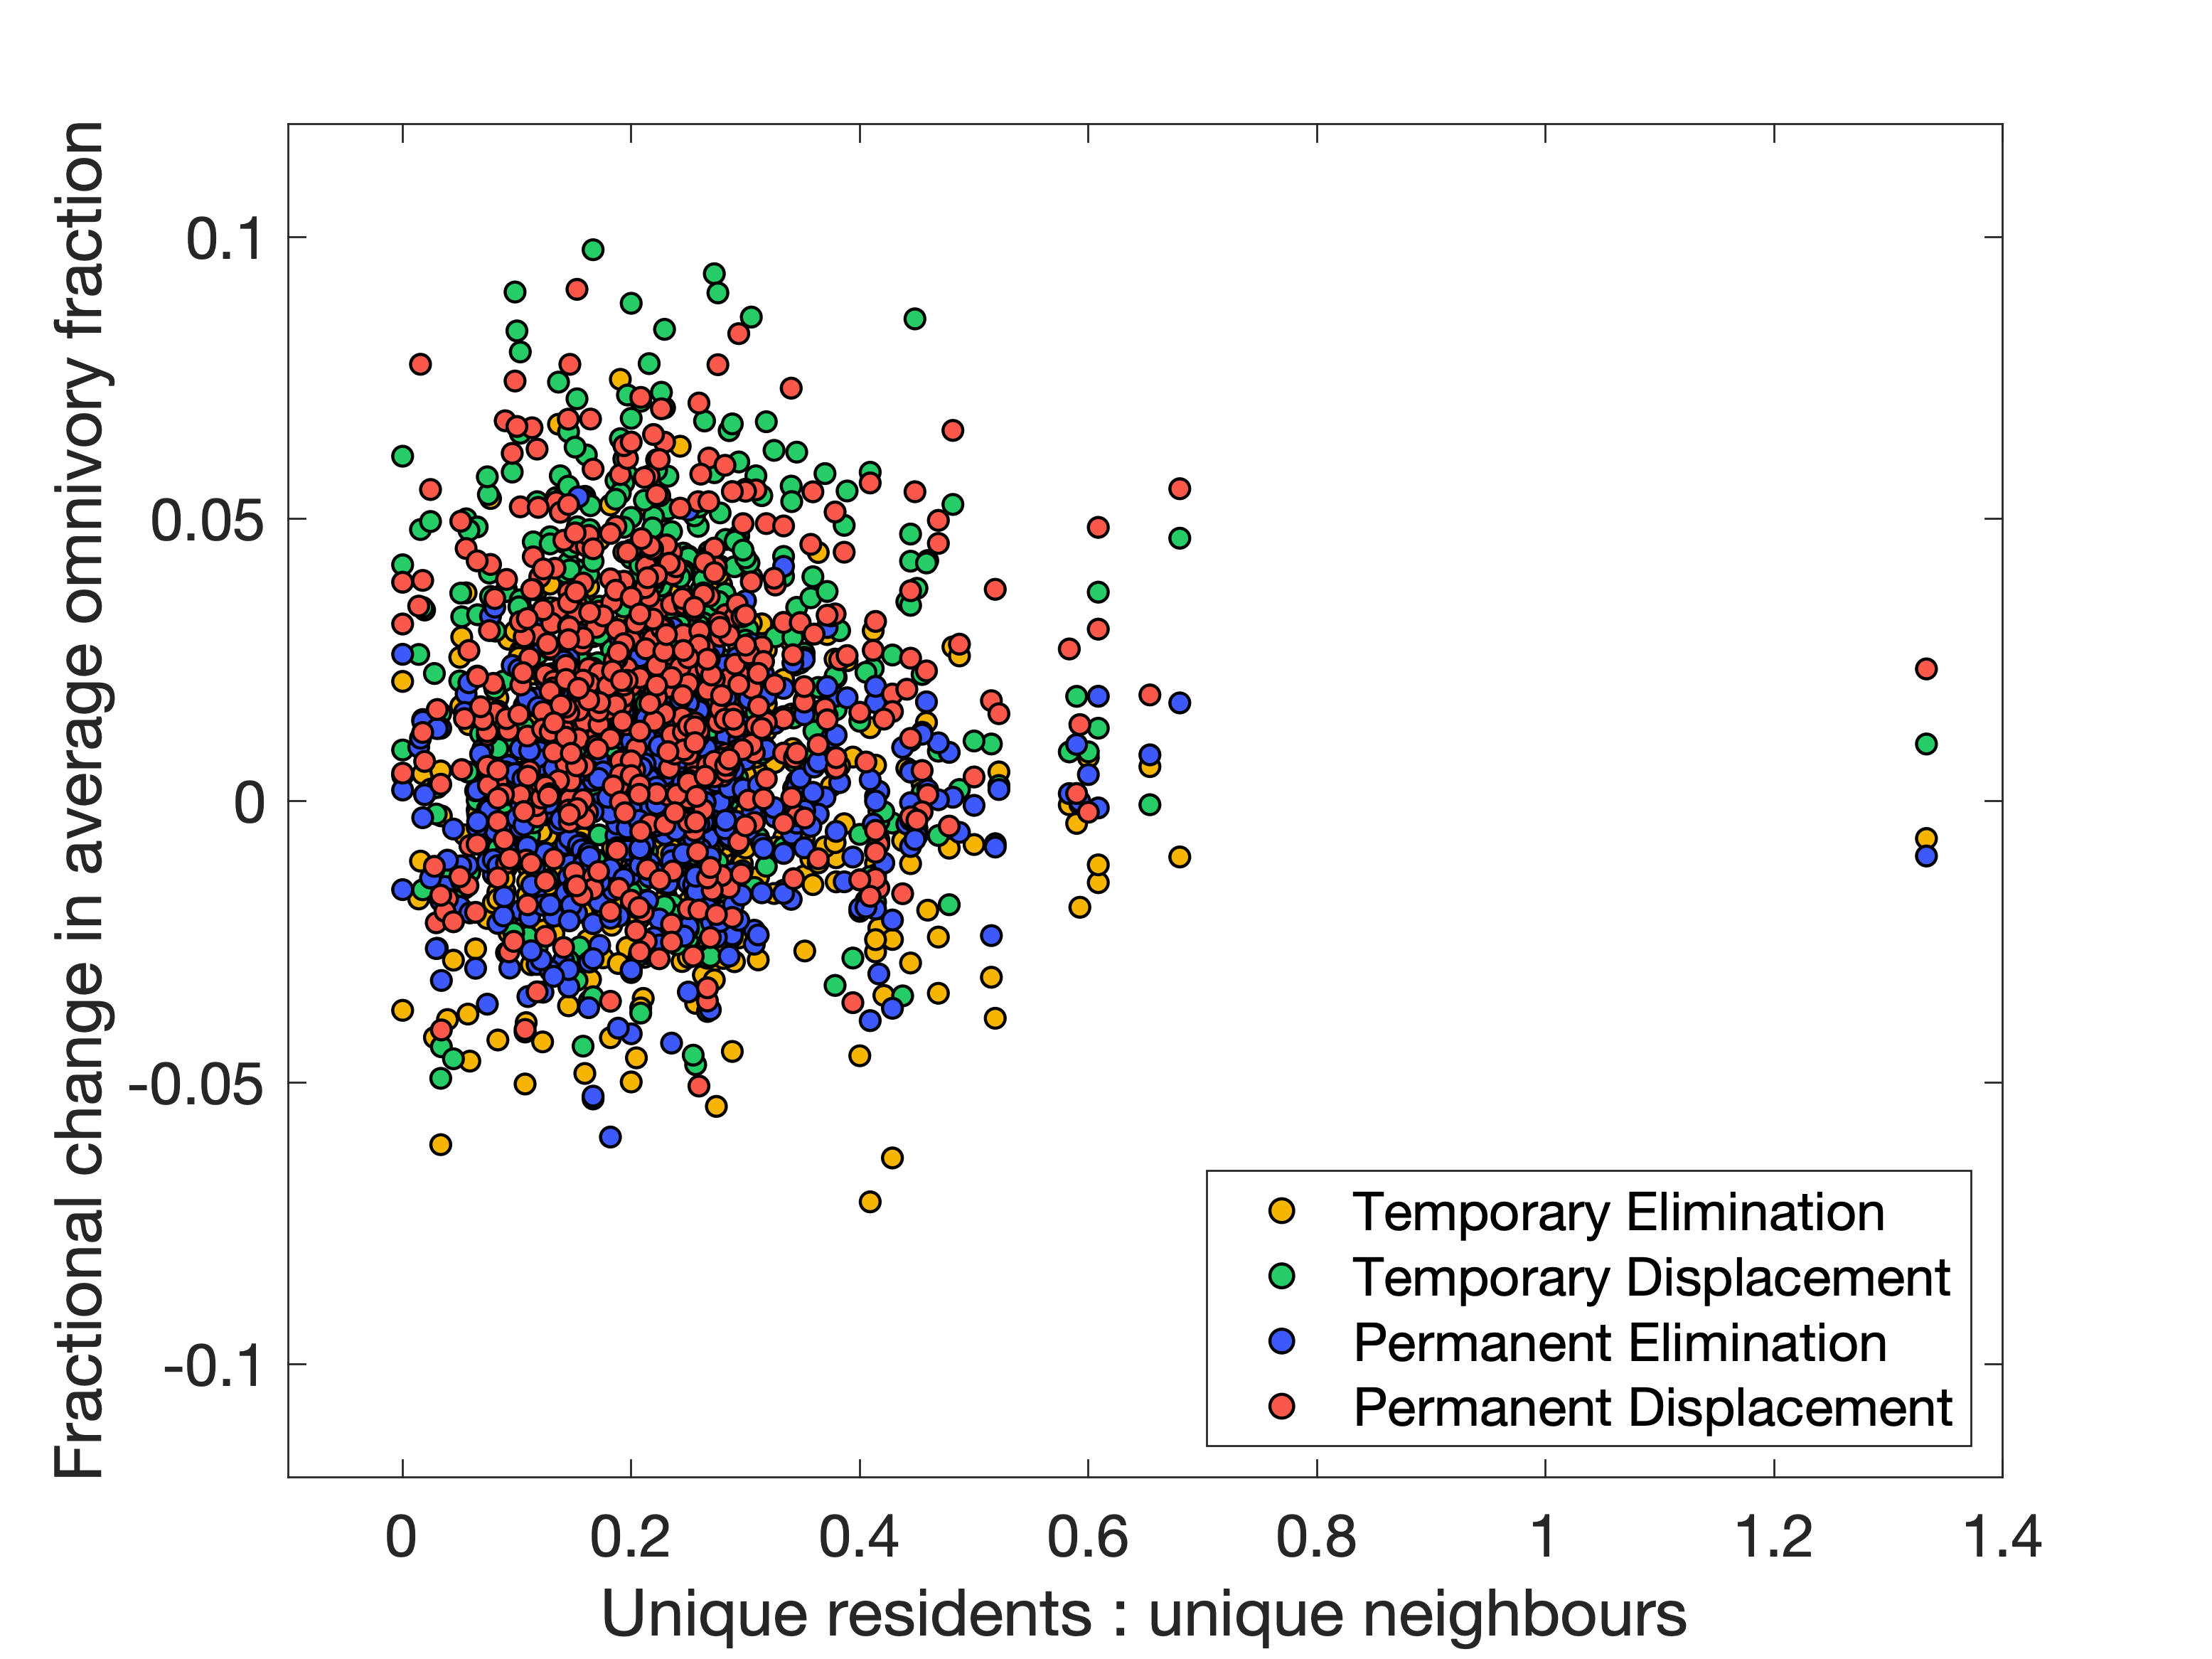 Fractional change in average omnivory fraction
0.1
0.05
0
-0.05
-0.1
Temporary Elimination
Temporary Displacement
Permanent Elimination
Permanent Displacement
0 0.2 0.4 0.6 0.8 1 1.2 1.4
Unique residents : unique neighbours